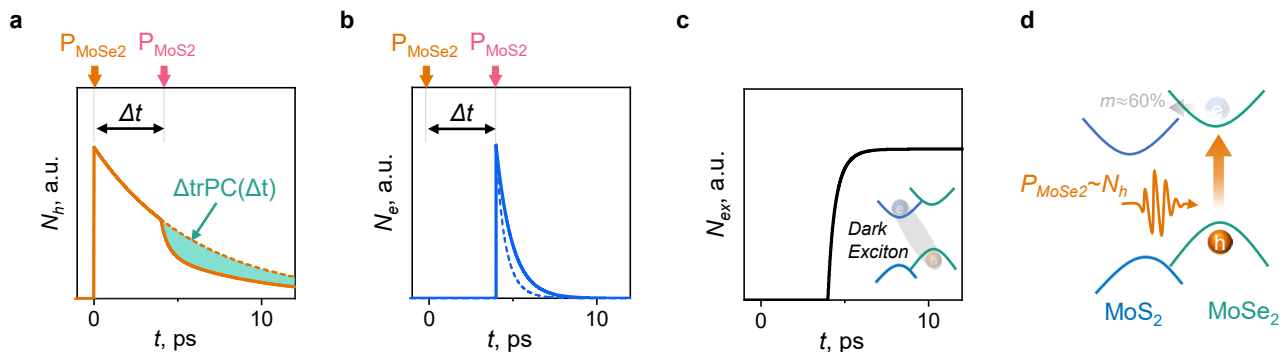 a
P_MoSe2
P_MoS2
Δt
ΔtrPC(Δt)
N_h, a.u.
0
10
t, ps
b
P_MoSe2
P_MoS2
Δt
N_e, a.u.
0
10
t, ps
c
N_ex, a.u.
e
Dark
Exciton
h
0
10
t, ps
d
m≈60%
e
P_MoSe2~N_h
h
MoS₂
MoSe₂